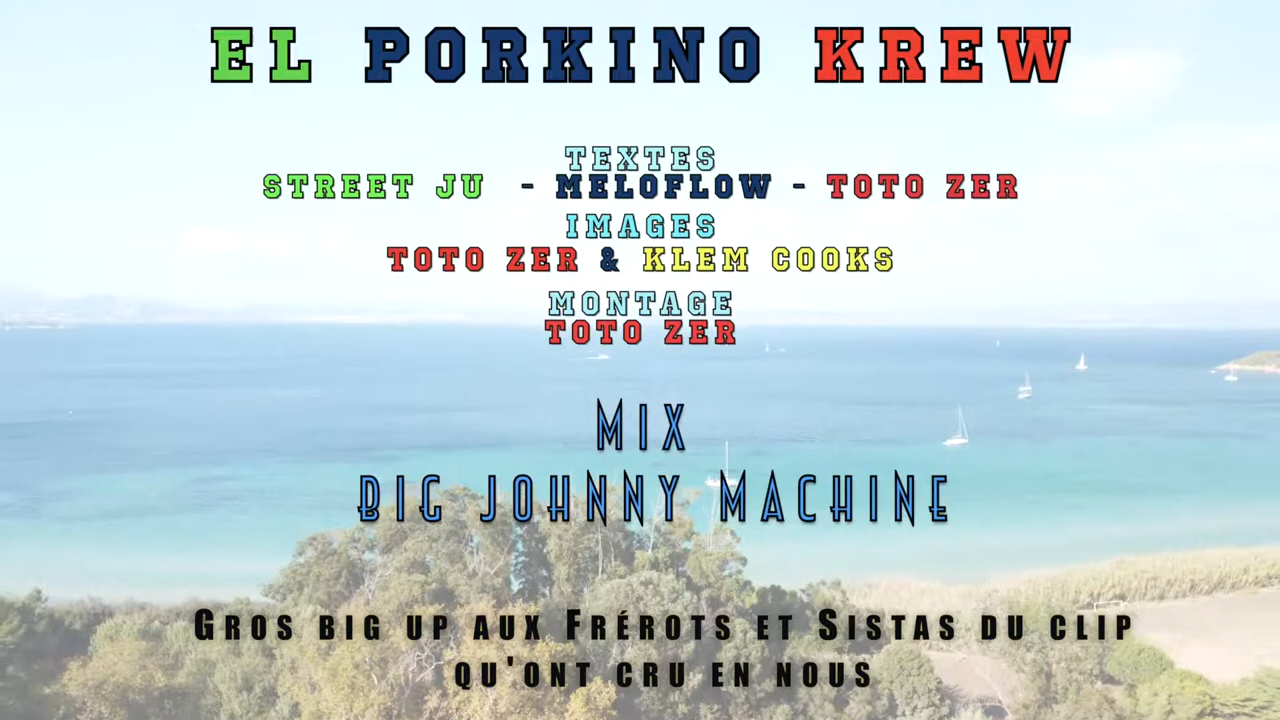 EL PORKINO KREW
TEXTES
STREET JU - MELOFLOW - TOTO ZER
IMAGES
TOTO ZER & KLEM COOKS
MONTAGE
TOTO ZER
MIX
BIG JOHNNY MACHINE
GROS BIG UP AUX FRÉROTS ET SISTAS DU CLIP
QU'ONT CRU EN NOUS